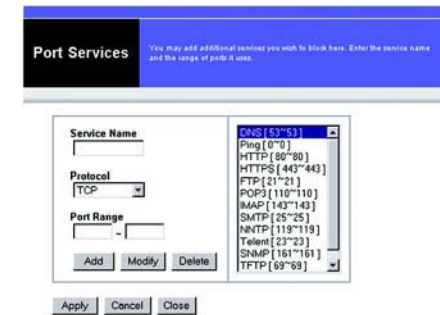 Port Services
You may add additional services you wish to block here. Enter the service name
and the range of ports it uses.
Service Name
Protocol
TCP
Port Range
~
Add Modify Delete
DNS [ 53~53 ]
Ping [ 0~0 ]
HTTP [ 80~80 ]
HTTPS [ 443~443 ]
FTP [ 21~21 ]
POP3 [ 110~110 ]
IMAP [ 143~143 ]
SMTP [ 25~25 ]
NNTP [ 119~119 ]
Telent [ 23~23 ]
SNMP [ 161~161 ]
TFTP [ 69~69 ]
Apply Cancel Close